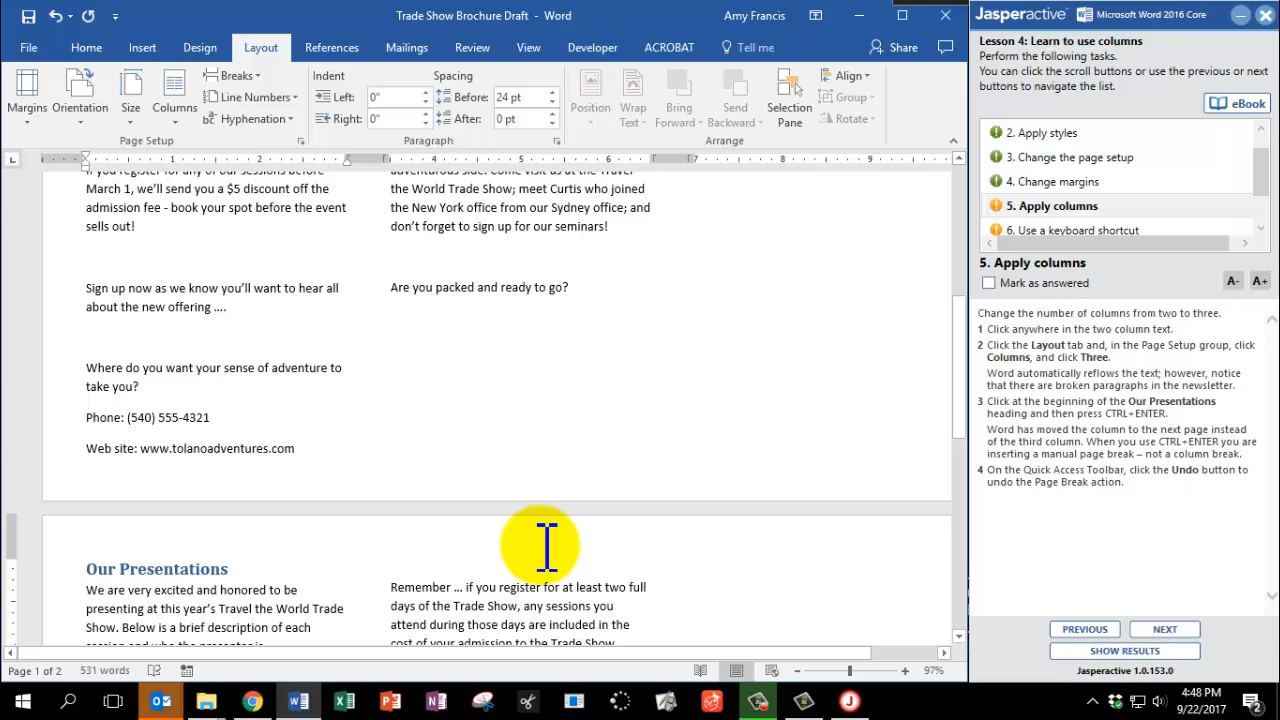 Trade Show Brochure Draft - Word
Amy Francis
File Home Insert Design Layout References Mailings Review View Developer ACROBAT Tell me Share
Margins
Orientation
Size
Columns
Breaks
Line Numbers
Hyphenation
Page Setup
Indent
Left: 0"
Right: 0"
Spacing
Before: 24 pt
After: 0 pt
Paragraph
Position
Wrap Text
Bring Forward
Send Backward
Selection Pane
Align
Group
Rotate
Arrange
1 2 4 5 6 7 8 9
If you register for any of our sessions before
March 1, we'll send you a $5 discount off the
admission fee - book your spot before the event
sells out!
Sign up now as we know you'll want to hear all
about the new offering ....
Where do you want your sense of adventure to
take you?
Phone: (540) 555-4321
Web site: www.tolanoadventures.com
adventurous side. Come visit us at the Travel
the World Trade Show; meet Curtis who joined
the New York office from our Sydney office; and
don't forget to sign up for our seminars!
Are you packed and ready to go?
Our Presentations
We are very excited and honored to be
presenting at this year's Travel the World Trade
Show. Below is a brief description of each
session and who the presenter is.
Remember ... if you register for at least two full
days of the Trade Show, any sessions you
attend during those days are included in the
cost of your admission to the Trade Show.
Page 1 of 2 531 words
97%
Jasperactive Microsoft Word 2016 Core
Lesson 4: Learn to use columns
Perform the following tasks.
You can click the scroll buttons or use the previous or next
buttons to navigate the list.
eBook
2. Apply styles
3. Change the page setup
4. Change margins
5. Apply columns
6. Use a keyboard shortcut
5. Apply columns
Mark as answered
A- A+
Change the number of columns from two to three.
1 Click anywhere in the two column text.
2 Click the Layout tab and, in the Page Setup group, click
Columns, and click Three.
Word automatically reflows the text; however, notice
that there are broken paragraphs in the newsletter.
3 Click at the beginning of the Our Presentations
heading and then press CTRL+ENTER.
Word has moved the column to the next page instead
of the third column. When you use CTRL+ENTER you are
inserting a manual page break – not a column break.
4 On the Quick Access Toolbar, click the Undo button to
undo the Page Break action.
PREVIOUS NEXT
SHOW RESULTS
Jasperactive 1.0.153.0
4:48 PM
9/22/2017
2